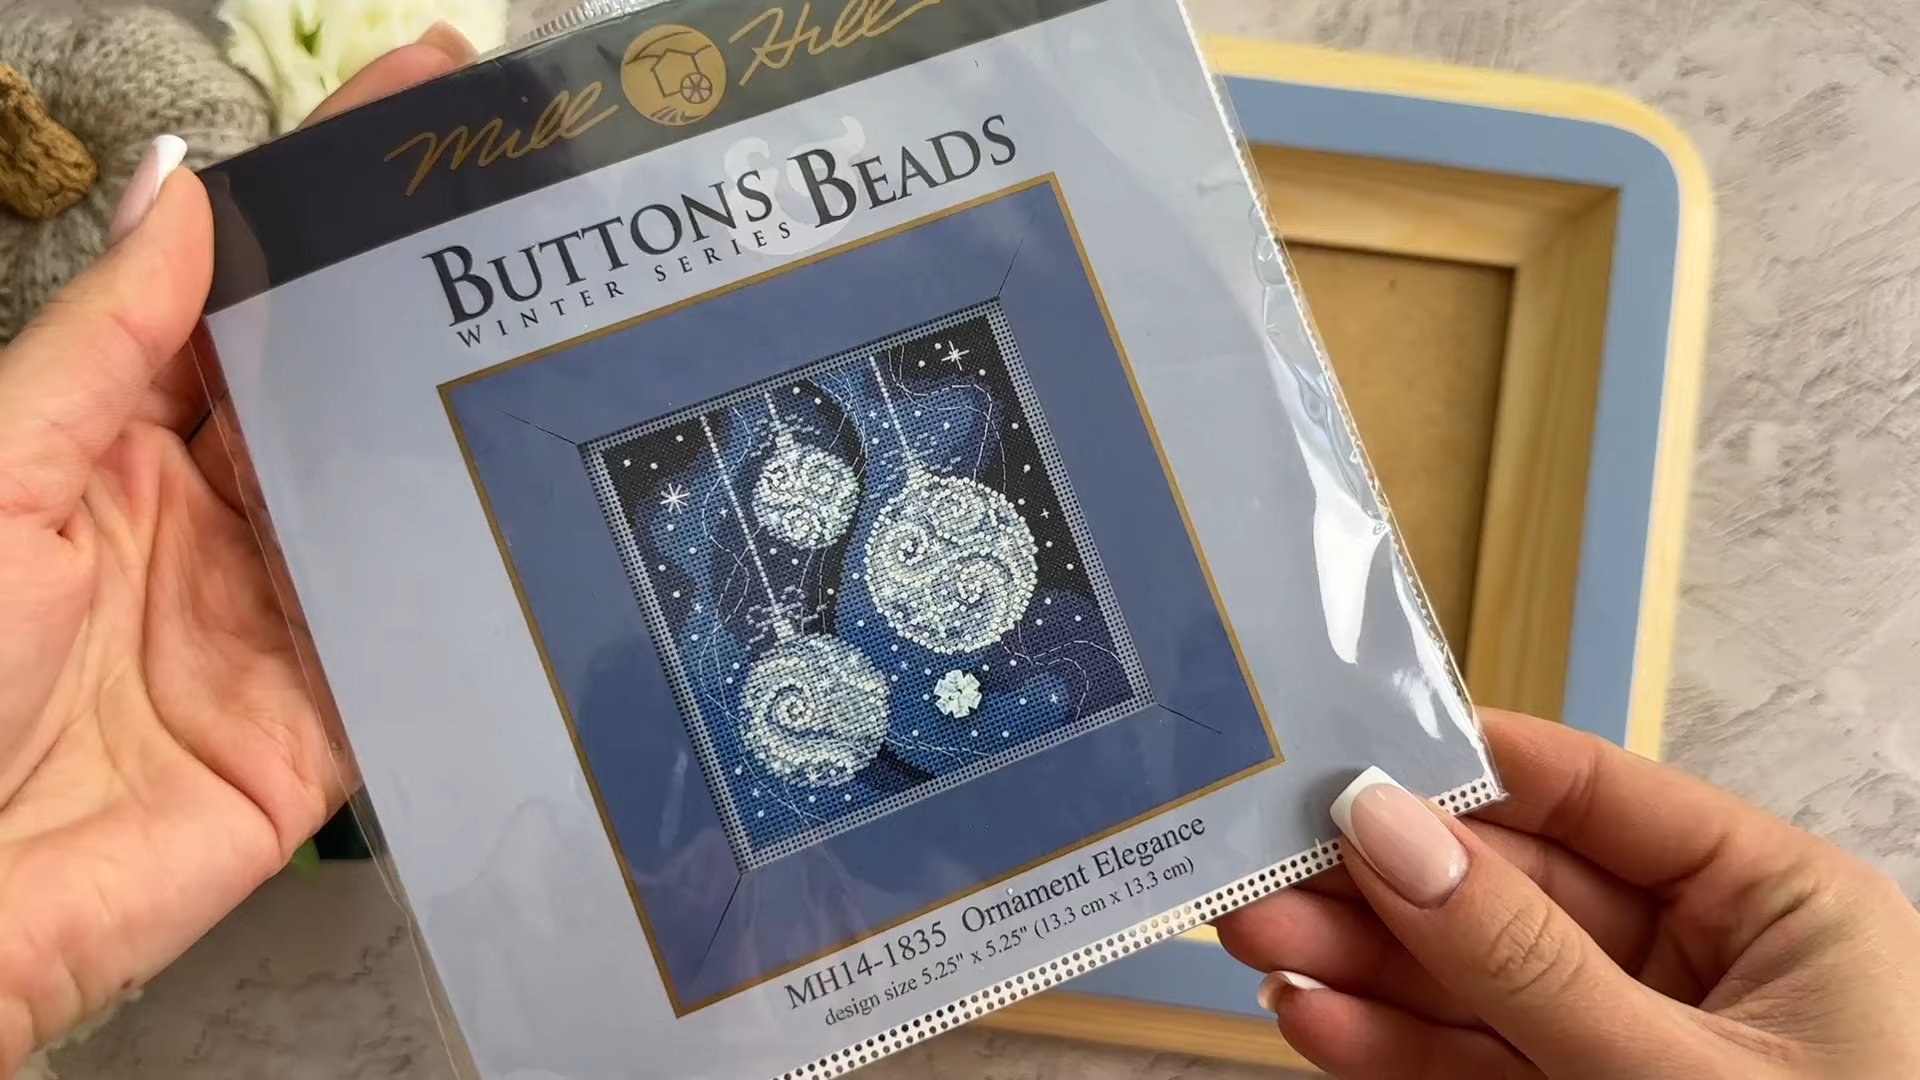 Mill Hill
BUTTONS & BEADS
WINTER SERIES
MH14-1835 Ornament Elegance
design size 5.25" x 5.25" (13.3 cm x 13.3 cm)